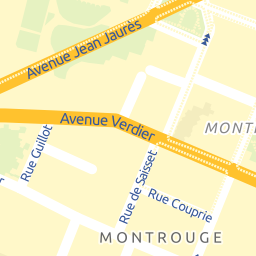 Avenue Jean Jaurès
Avenue Verdier
MONT
Rue Guillot
Rue de Saisset
Rue Couprie
MONTROUGE